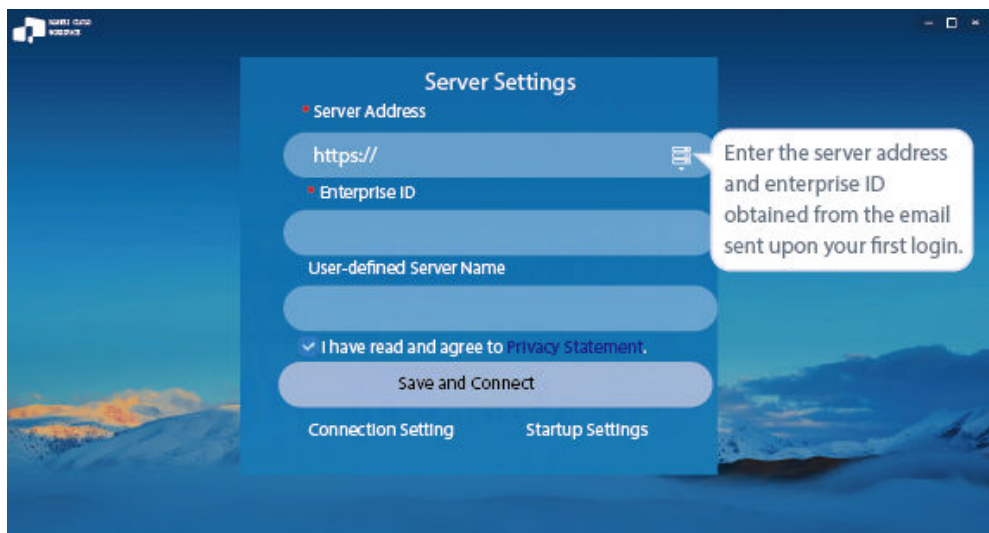 Server Settings
* Server Address
https://
* Enterprise ID
User-defined Server Name
I have read and agree to Privacy Statement.
Save and Connect
Connection Setting
Startup Settings
Enter the server address
and enterprise ID
obtained from the email
sent upon your first login.